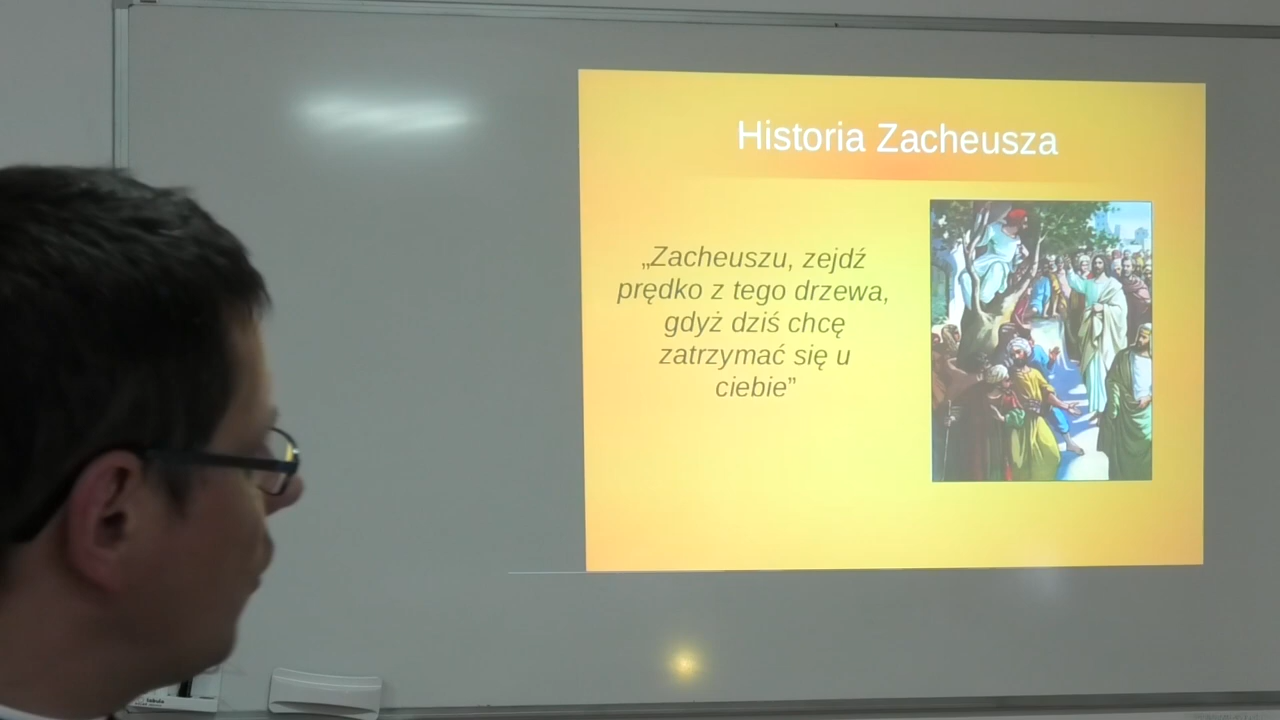 Historia Zacheusza
„Zacheuszu, zejdź
prędko z tego drzewa,
gdyż dziś chcę
zatrzymać się u
ciebie”